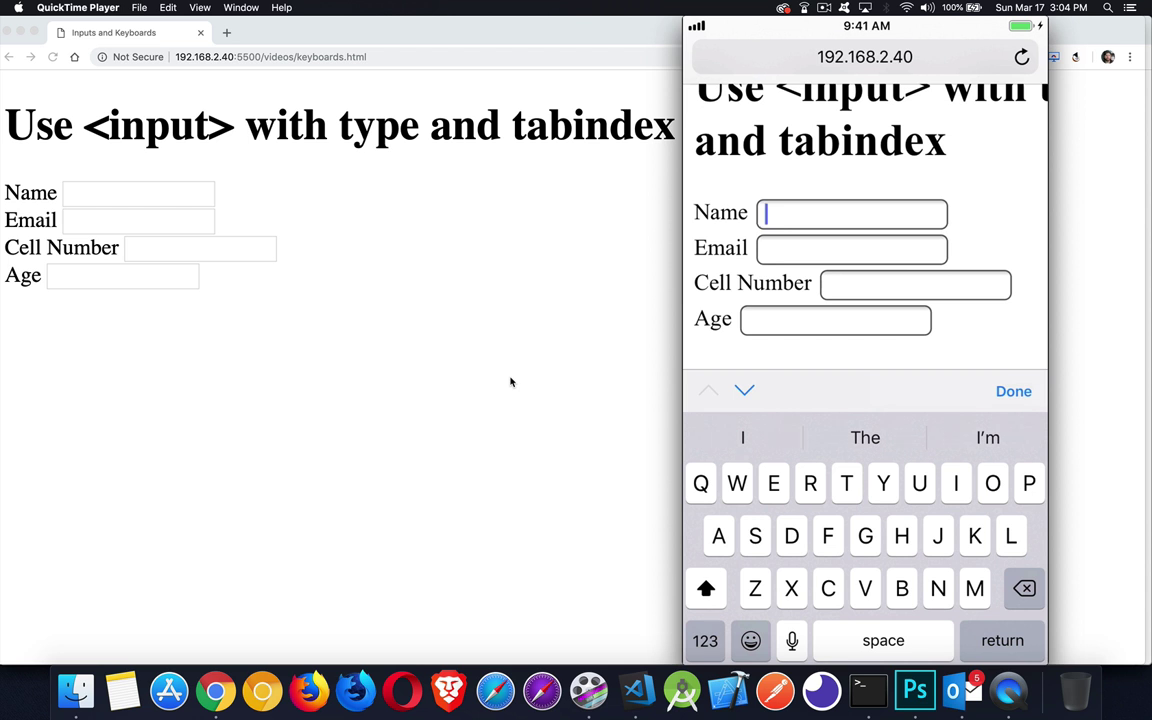 QuickTime Player File Edit View Window Help 100% Sun Mar 17 3:04 PM
Inputs and Keyboards
Not Secure 192.168.2.40:5500/videos/keyboards.html
Use <input> with type and tabindex
Name
Email
Cell Number
Age
9:41 AM
192.168.2.40
Use <input> with t
and tabindex
Name
Email
Cell Number
Age
Done
I The I'm
Q W E R T Y U I O P
A S D F G H J K L
Z X C V B N M
123 space return
Ps
5